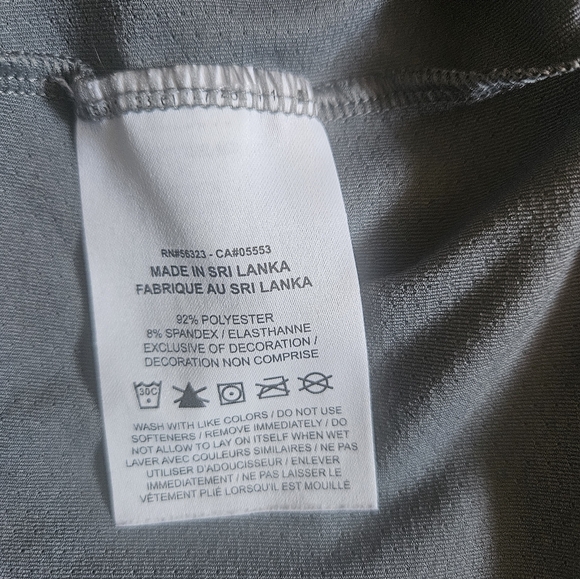 RN#56323 - CA#05553
MADE IN SRI LANKA
FABRIQUE AU SRI LANKA
92% POLYESTER
8% SPANDEX / ELASTHANNE
EXCLUSIVE OF DECORATION /
DECORATION NON COMPRISE
30C
WASH WITH LIKE COLORS / DO NOT USE
SOFTENERS / REMOVE IMMEDIATELY / DO
NOT ALLOW TO LAY ON ITSELF WHEN WET
LAVER AVEC COULEURS SIMILAIRES / NE PAS
UTILISER D'ADOUCISSEUR / ENLEVER
IMMEDIATEMENT / NE PAS LAISSER LE
VÊTEMENT PLIÉ LORSQU'IL EST MOUILLÉ